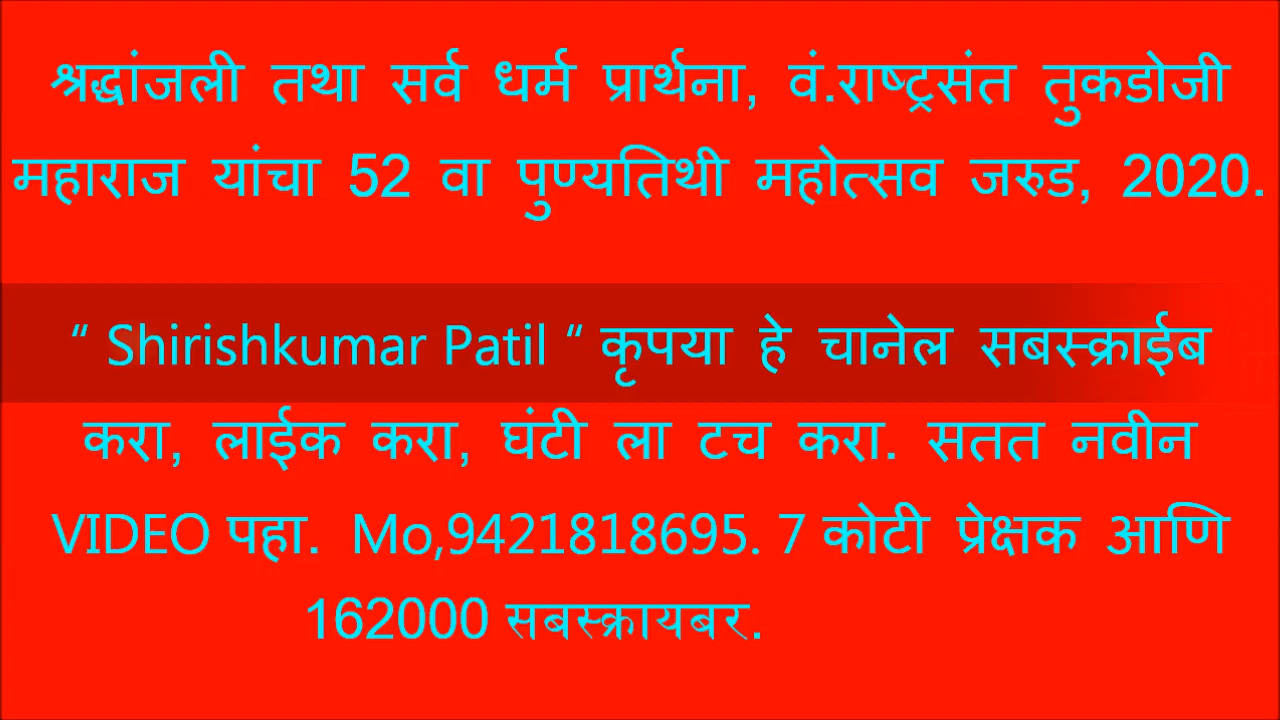 श्रद्धांजली तथा सर्व धर्म प्रार्थना, वं.राष्ट्रसंत तुकडोजी
महाराज यांचा 52 वा पुण्यतिथी महोत्सव जरुड, 2020.
“ Shirishkumar Patil “ कृपया हे चानेल सबस्क्राईब
करा, लाईक करा, घंटी ला टच करा. सतत नवीन
VIDEO पहा. Mo,9421818695. 7 कोटी प्रेक्षक आणि
162000 सबस्क्रायबर.